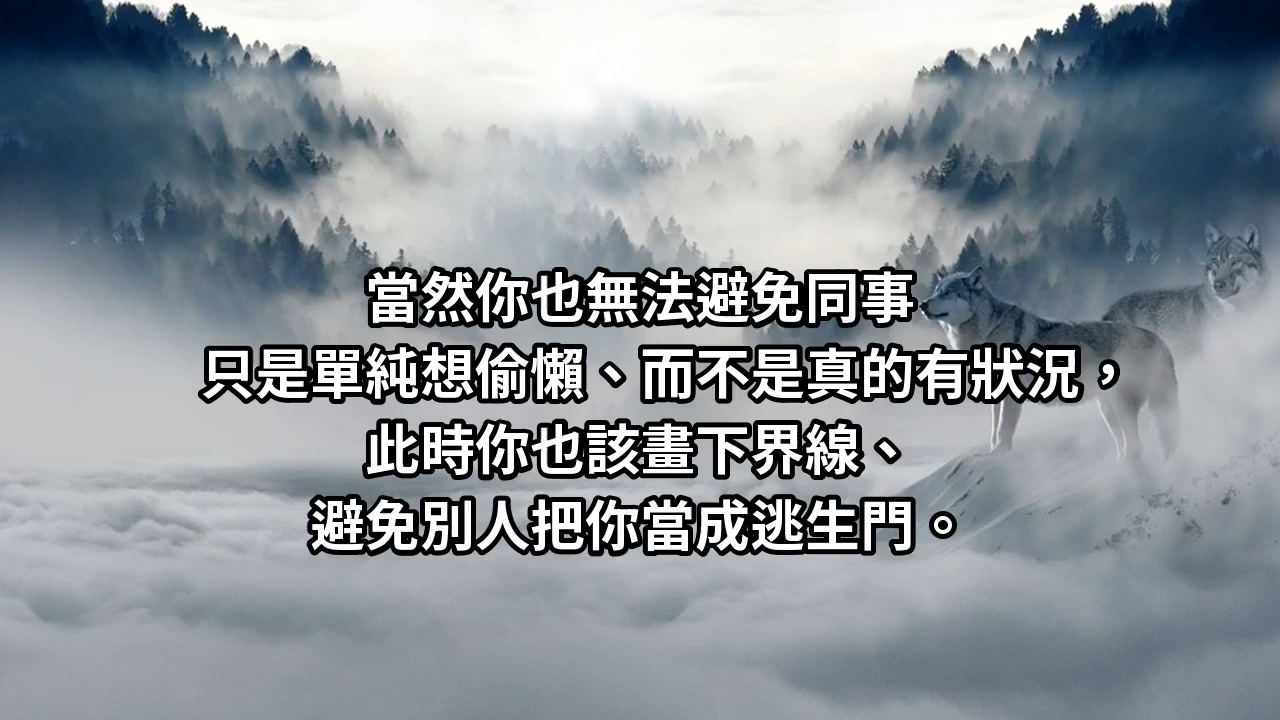 當然你也無法避免同事
只是單純想偷懶、而不是真的有狀況，
此時你也該畫下界線、
避免別人把你當成逃生門。